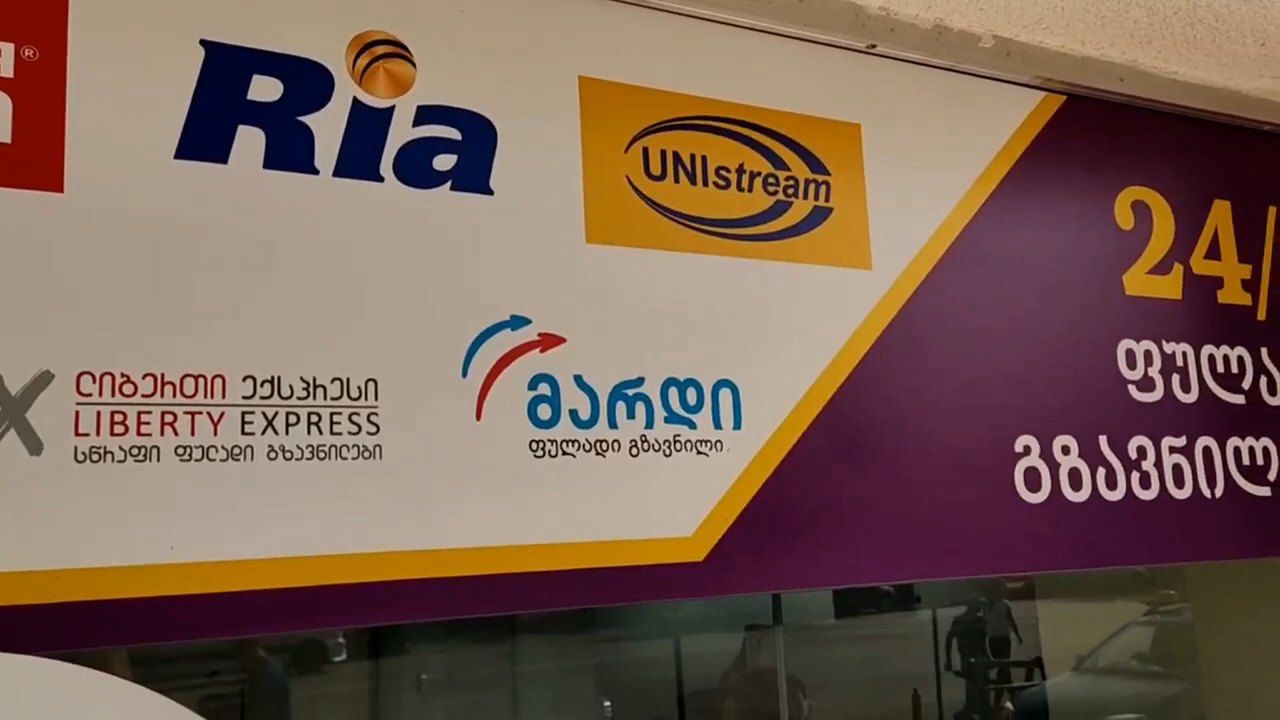 Ria
UNIstream
ლიბერთი ექსპრესი
LIBERTY EXPRESS
სწრაფი ფულადი გზავნილები
მარდი
ფულადი გზავნილი
24/
ფულა
გზავნილ